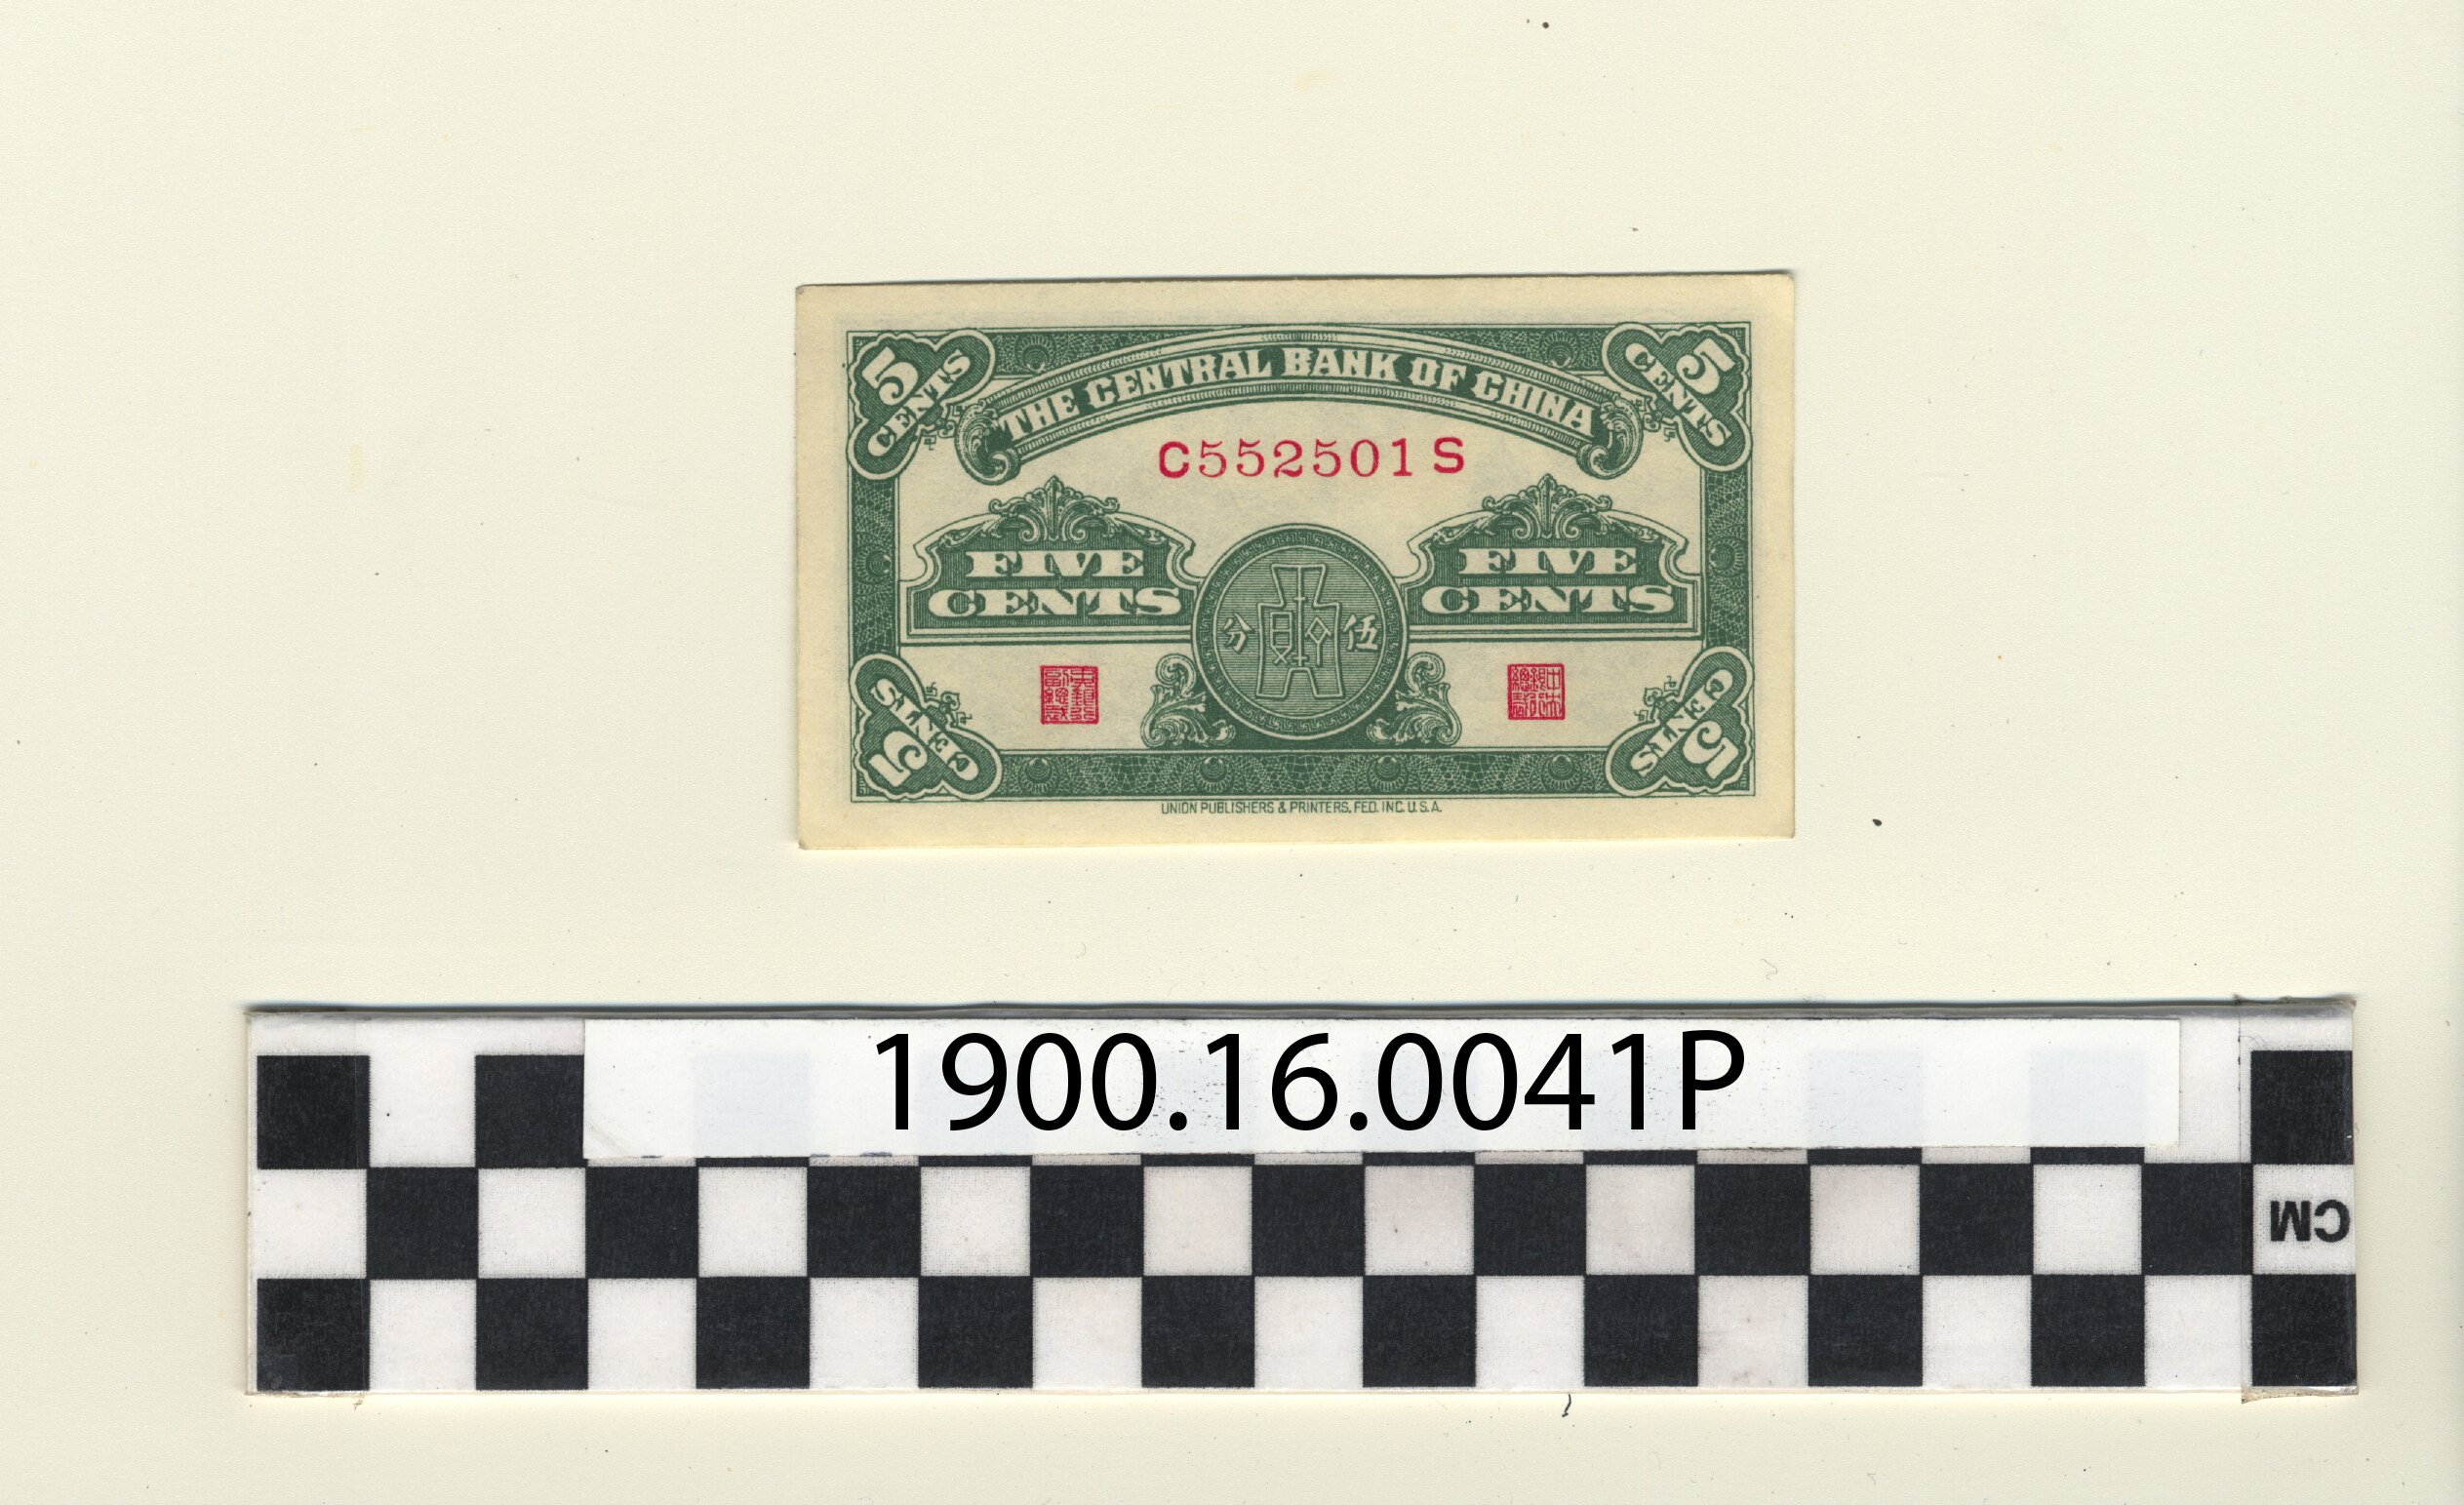 5 CENTS
THE CENTRAL BANK OF CHINA
5 CENTS
C552501 S
FIVE CENTS
FIVE CENTS
分 伍
5 CENTS
5 CENTS
UNION PUBLISHERS & PRINTERS, FED. INC. U. S. A.
1900.16.0041P
CM